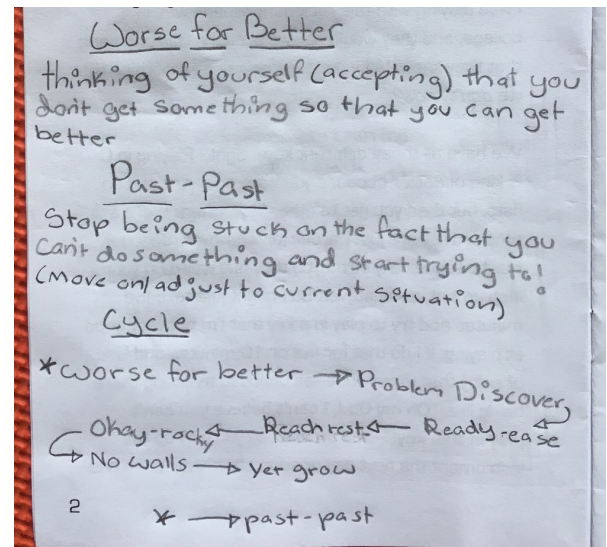 Worse for Better
thinking of yourself (accepting) that you
don't get something so that you can get
better
Past-Past
Stop being stuck on the fact that you
Can't do something and start trying to!
(Move on/adjust to current situation)
Cycle
*worse for better → Problem Discover
Okay-rocky ← Reach rest ← Ready-ease
→ No walls → Yet grow
2
* → past-past